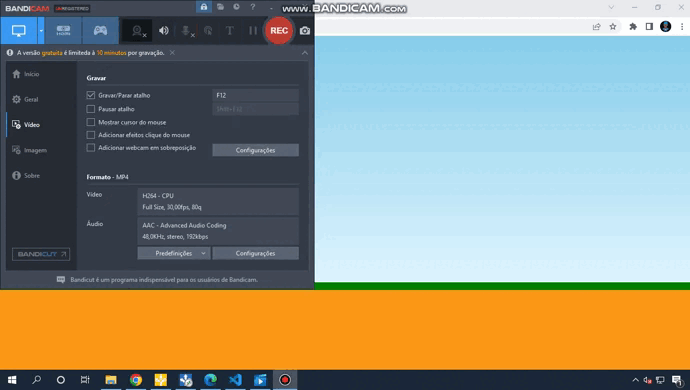 BANDICAM UNREGISTERED
www.BANDICAM.com
REC
A versão gratuita é limiteda à 10 minutos por gravação.
Início
Geral
Vídeo
Imagem
Sobre
BANDICUT
Gravar
Gravar/Parar atalho
F12
Pausar atalho
Shift+F12
Mostrar cursor do mouse
Adicionar efeitos clique do mouse
Adicionar webcam em sobreposição
Configurações
Formato - MP4
Vídeo
H264 - CPU
Full Size, 30,00fps, 80q
Áudio
AAC - Advanced Audio Coding
48,0KHz, stereo, 192kbps
Predefinições
Configurações
Bandicut é um programa indispensável para os usuários de Bandicam.